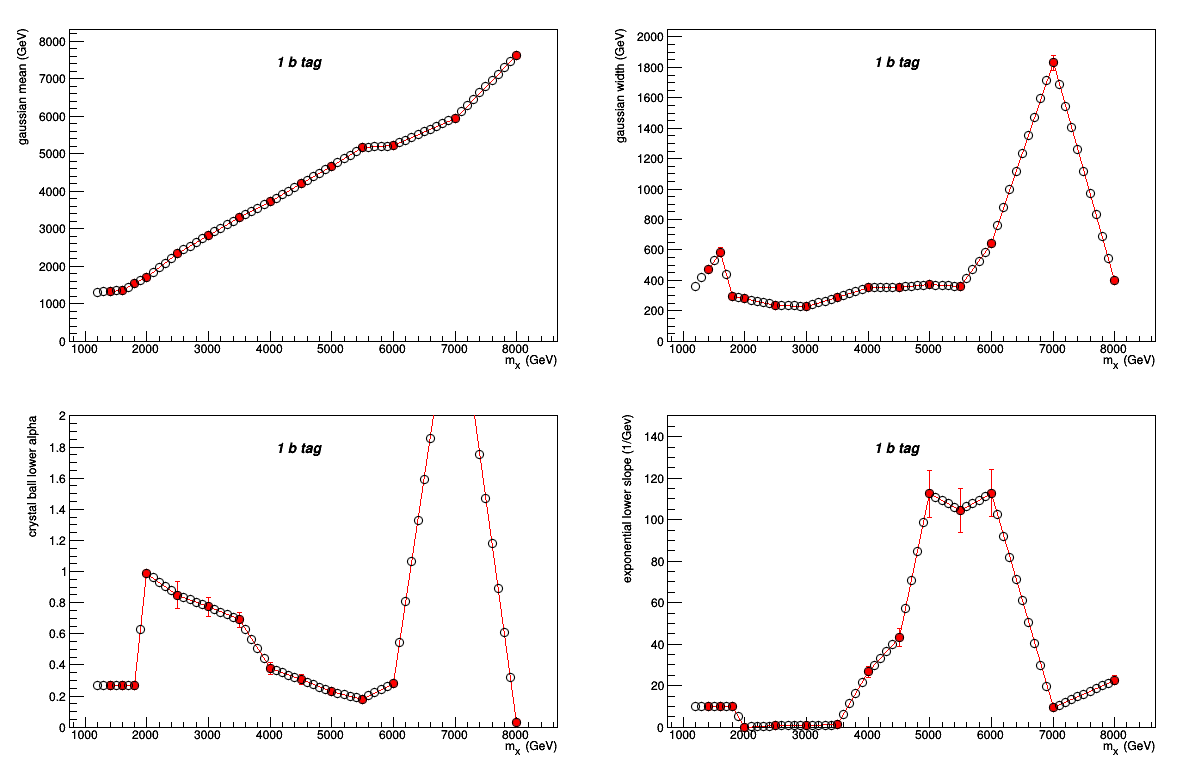 gaussian mean (GeV)
1 b tag
8000
7000
6000
5000
4000
3000
2000
1000
0
1000 2000 3000 4000 5000 6000 7000 8000
mx (GeV)
gaussian width (GeV)
1 b tag
2000
1800
1600
1400
1200
1000
800
600
400
200
0
1000 2000 3000 4000 5000 6000 7000 8000
mx (GeV)
crystal ball lower alpha
1 b tag
2
1.8
1.6
1.4
1.2
1
0.8
0.6
0.4
0.2
0
1000 2000 3000 4000 5000 6000 7000 8000
mx (GeV)
exponential lower slope (1/Gev)
1 b tag
140
120
100
80
60
40
20
0
1000 2000 3000 4000 5000 6000 7000 8000
mx (GeV)